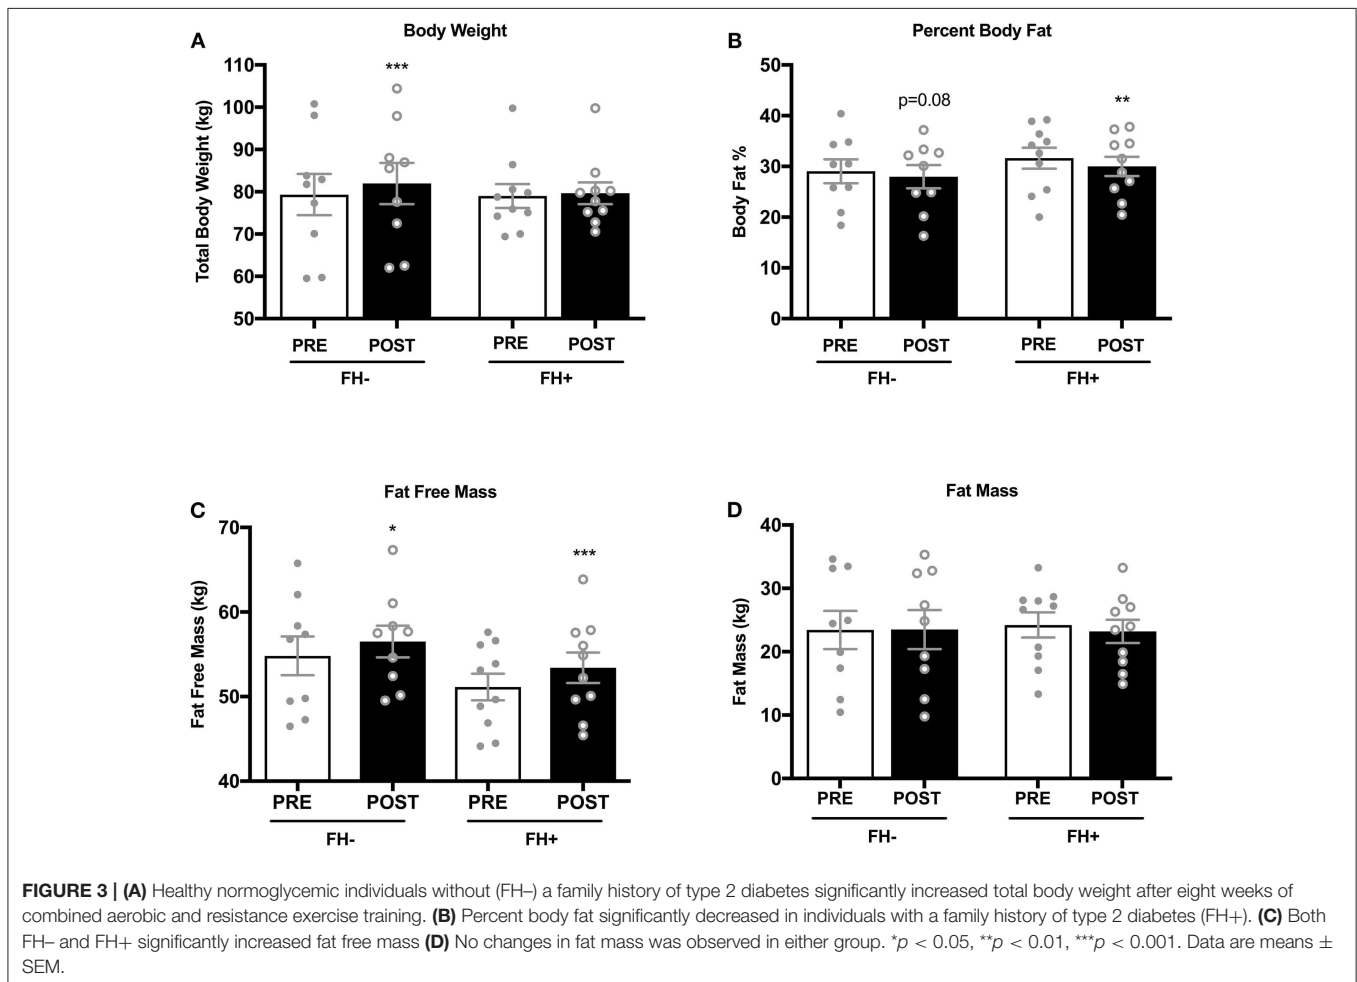 A
Body Weight
***
Total Body Weight (kg)
110
100
90
80
70
60
50
PRE POST PRE POST
FH- FH+
B
Percent Body Fat
p=0.08
**
Body Fat %
50
40
30
20
10
0
PRE POST PRE POST
FH- FH+
C
Fat Free Mass
*
***
Fat Free Mass (kg)
70
60
50
40
PRE POST PRE POST
FH- FH+
D
Fat Mass
Fat Mass (kg)
40
30
20
10
0
PRE POST PRE POST
FH- FH+
FIGURE 3 | (A) Healthy normoglycemic individuals without (FH–) a family history of type 2 diabetes significantly increased total body weight after eight weeks of
combined aerobic and resistance exercise training. (B) Percent body fat significantly decreased in individuals with a family history of type 2 diabetes (FH+). (C) Both
FH– and FH+ significantly increased fat free mass (D) No changes in fat mass was observed in either group. *p < 0.05, **p < 0.01, ***p < 0.001. Data are means ±
SEM.